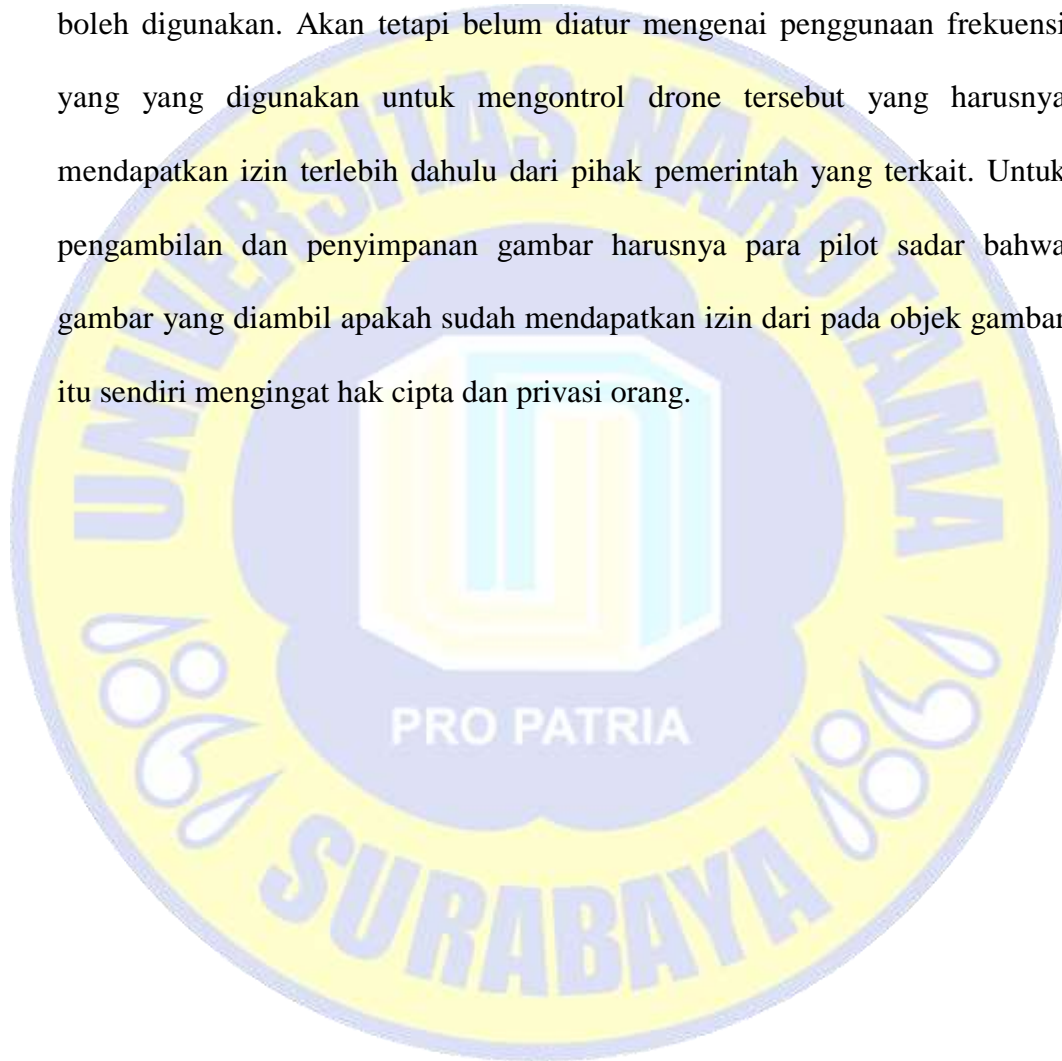 boleh digunakan. Akan tetapi belum diatur mengenai penggunaan frekuensi
yang yang digunakan untuk mengontrol drone tersebut yang harusnya
mendapatkan izin terlebih dahulu dari pihak pemerintah yang terkait. Untuk
pengambilan dan penyimpanan gambar harusnya para pilot sadar bahwa
gambar yang diambil apakah sudah mendapatkan izin dari pada objek gambar
itu sendiri mengingat hak cipta dan privasi orang.
UNIVERSITAS NAROTAMA
PRO PATRIA
SURABAYA